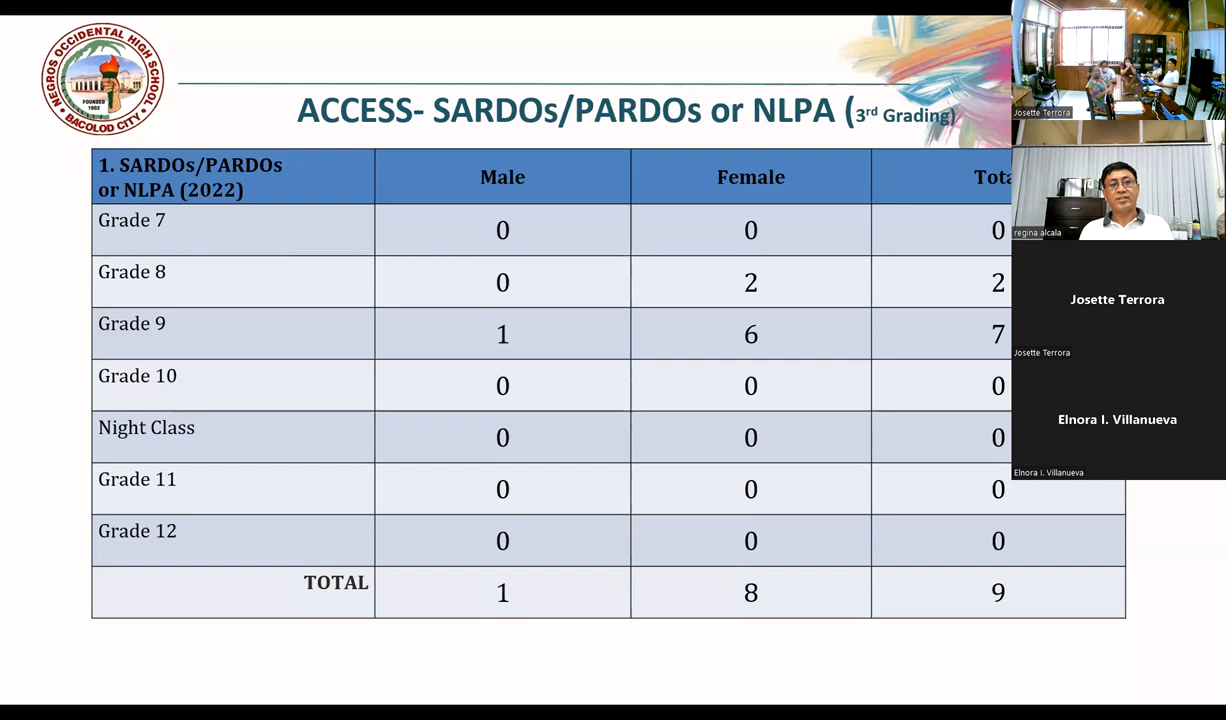 NEGROS OCCIDENTAL HIGH SCHOOL
FOUNDED
1902
BACOLOD CITY
ACCESS- SARDOs/PARDOs or NLPA (3rd Grading)
1. SARDOs/PARDOs
or NLPA (2022)
Male
Female
Tota
Grade 7
0
0
0
Grade 8
0
2
2
Grade 9
1
6
7
Grade 10
0
0
0
Night Class
0
0
0
Grade 11
0
0
0
Grade 12
0
0
0
TOTAL
1
8
9
Josette Terrora
regina alcala
Josette Terrora
Josette Terrora
Elnora I. Villanueva
Elnora I. Villanueva